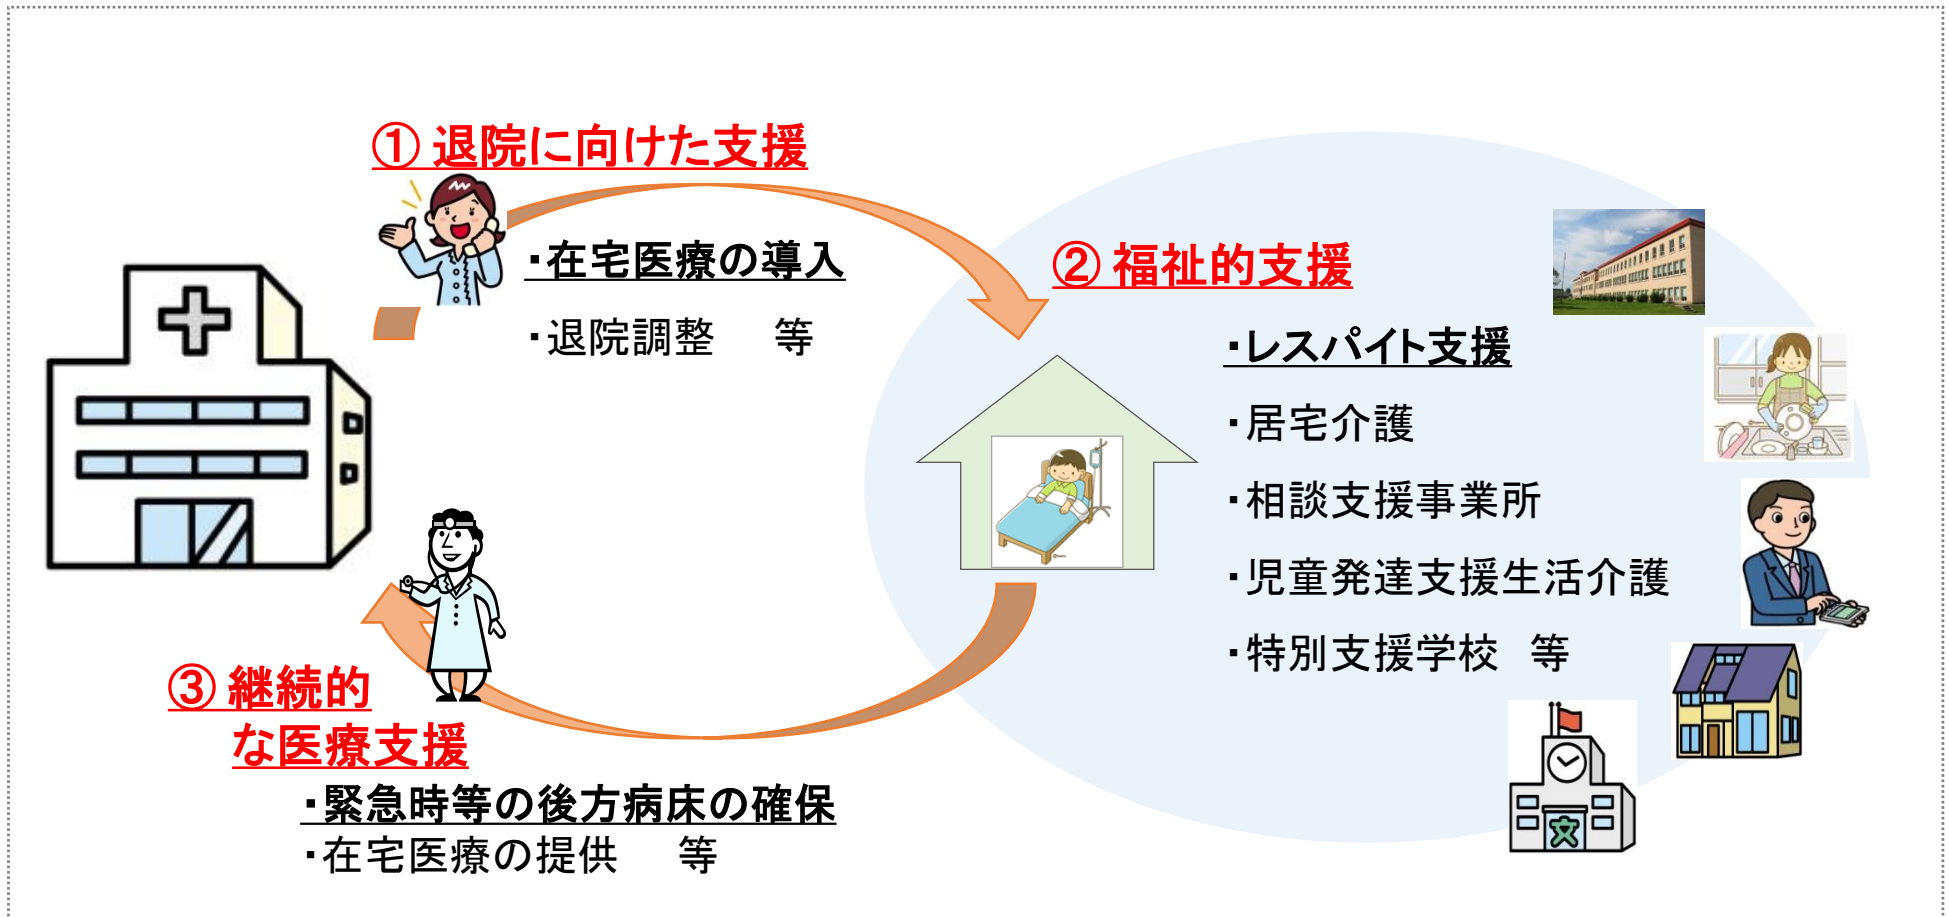 ① 退院に向けた支援
・在宅医療の導入
・退院調整　等
② 福祉的支援
・レスパイト支援
・居宅介護
・相談支援事業所
・児童発達支援生活介護
・特別支援学校　等
文
③ 継続的
な医療支援
・緊急時等の後方病床の確保
・在宅医療の提供　等